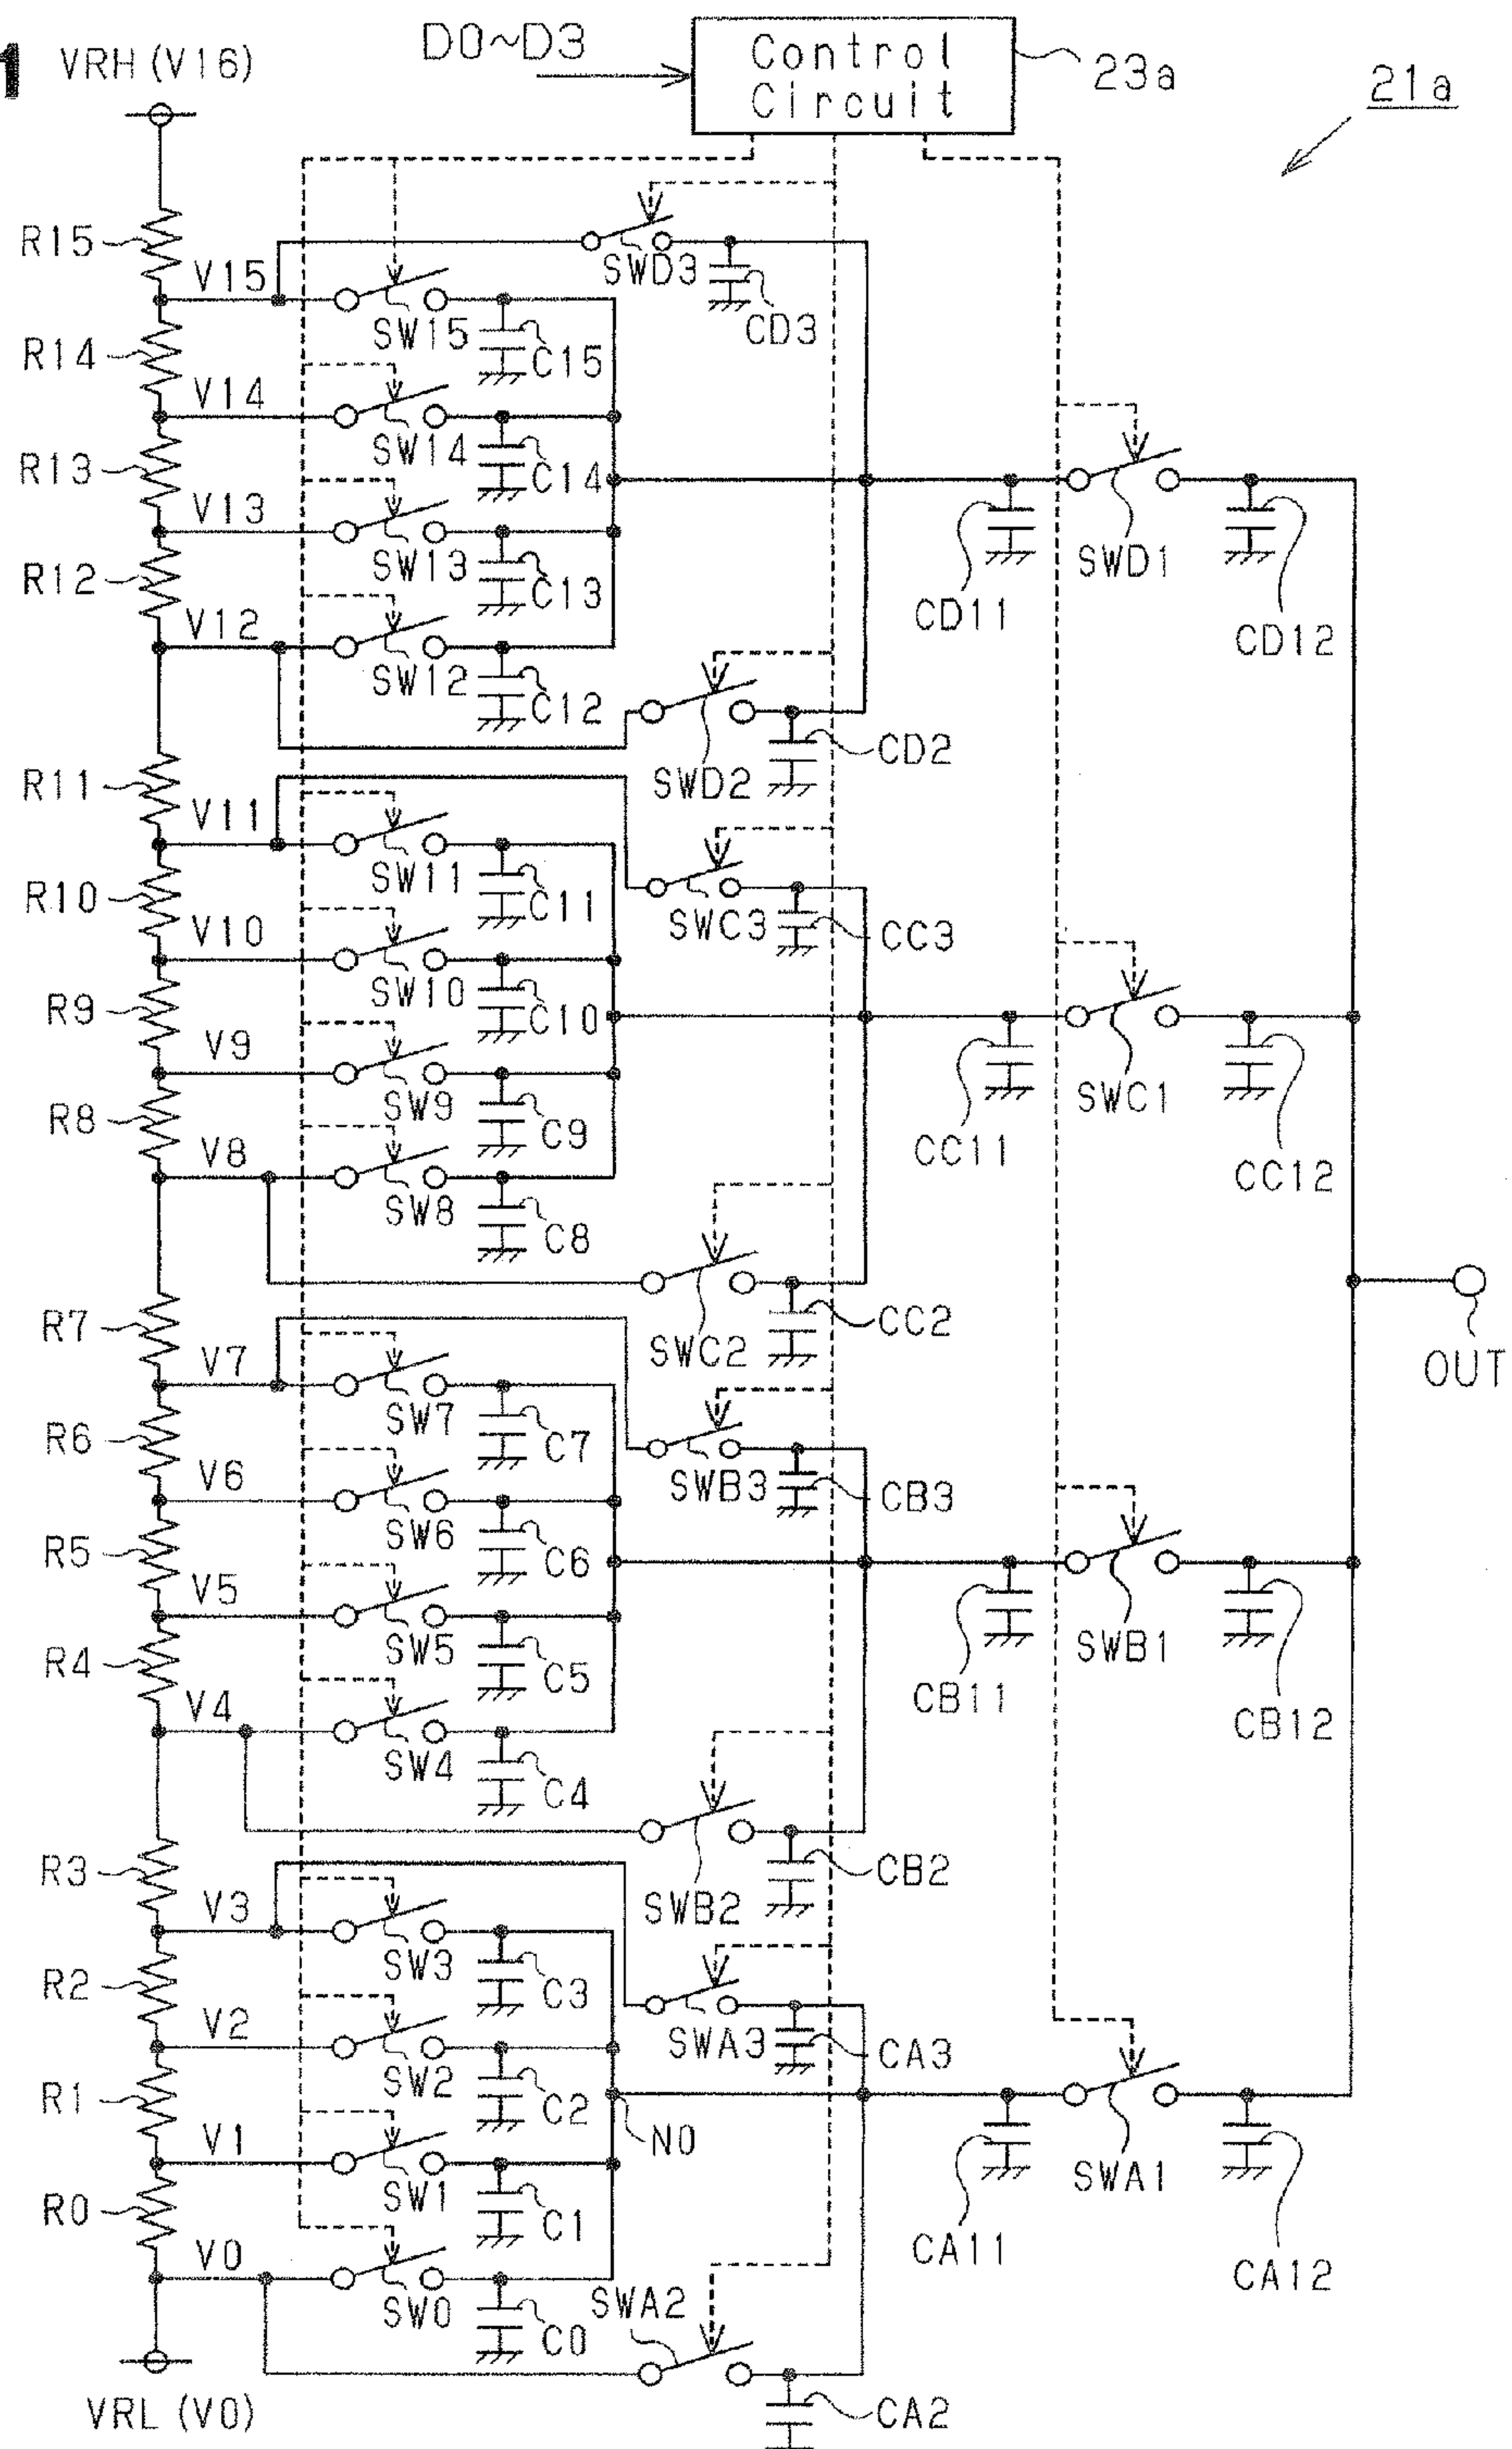 1
VRH (V16)
D0~D3
Control
Circuit
23a
21a
R15
V15
SW15
C15
SWD3
CD3
R14
V14
SW14
C14
R13
V13
SW13
C13
CD11
SWD1
CD12
R12
V12
SW12
C12
SWD2
CD2
R11
V11
SW11
C11
SWC3
CC3
R10
V10
SW10
C10
R9
V9
SW9
C9
CC11
SWC1
CC12
R8
V8
SW8
C8
SWC2
CC2
OUT
R7
V7
SW7
C7
SWB3
CB3
R6
V6
SW6
C6
R5
V5
SW5
C5
CB11
SWB1
CB12
R4
V4
SW4
C4
SWB2
CB2
R3
V3
SW3
C3
SWA3
CA3
R2
V2
SW2
C2
N0
R1
V1
SW1
C1
CA11
SWA1
CA12
R0
V0
SW0
C0
SWA2
CA2
VRL (V0)